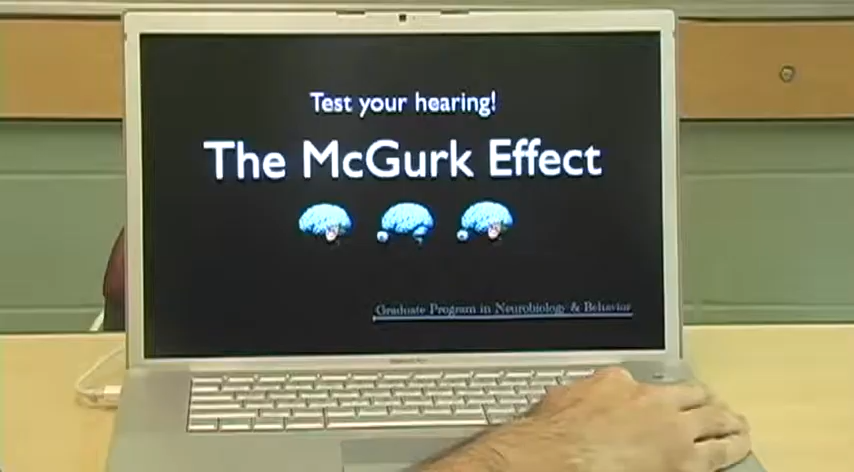 Test your hearing!
The McGurk Effect
Graduate Program in Neurobiology & Behavior